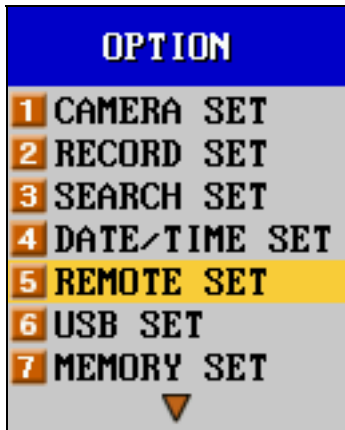 OPTION
1 CAMERA SET
2 RECORD SET
3 SEARCH SET
4 DATE/TIME SET
5 REMOTE SET
6 USB SET
7 MEMORY SET